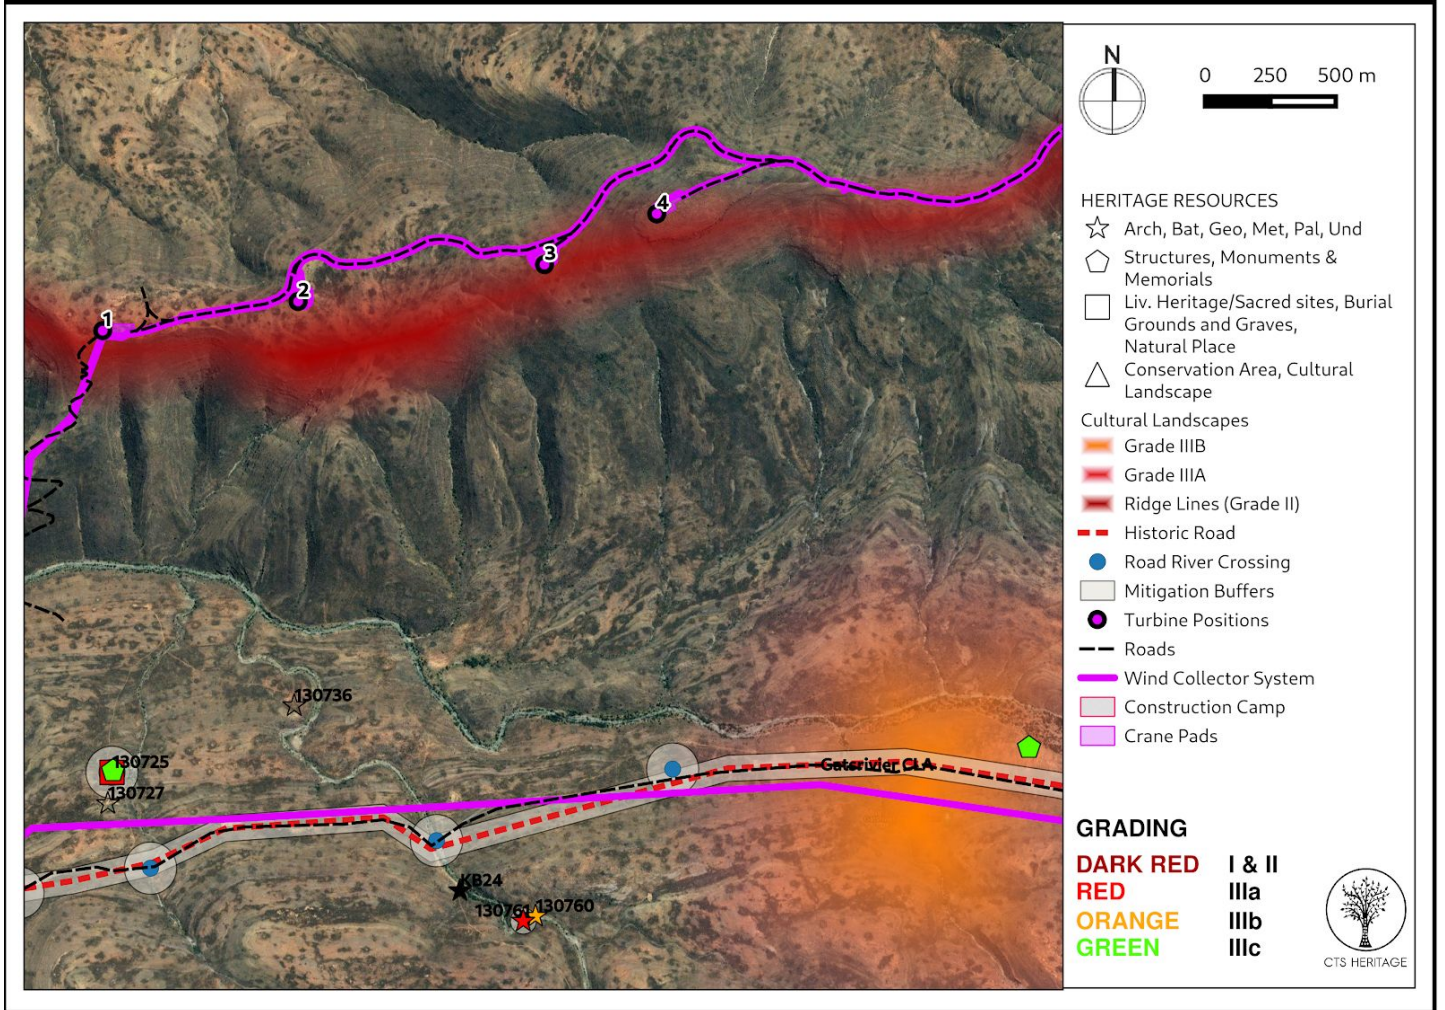 1
2
3
4
130736
130725
130727
Gatsrivier CLA
KB24
130761
130760
N
0 250 500 m
HERITAGE RESOURCES
Arch, Bat, Geo, Met, Pal, Und
Structures, Monuments &
Memorials
Liv. Heritage/Sacred sites, Burial
Grounds and Graves,
Natural Place
Conservation Area, Cultural
Landscape
Cultural Landscapes
Grade IIIB
Grade IIIA
Ridge Lines (Grade II)
Historic Road
Road River Crossing
Mitigation Buffers
Turbine Positions
Roads
Wind Collector System
Construction Camp
Crane Pads
GRADING
DARK RED I & II
RED IIIa
ORANGE IIIb
GREEN IIIc
CTS HERITAGE